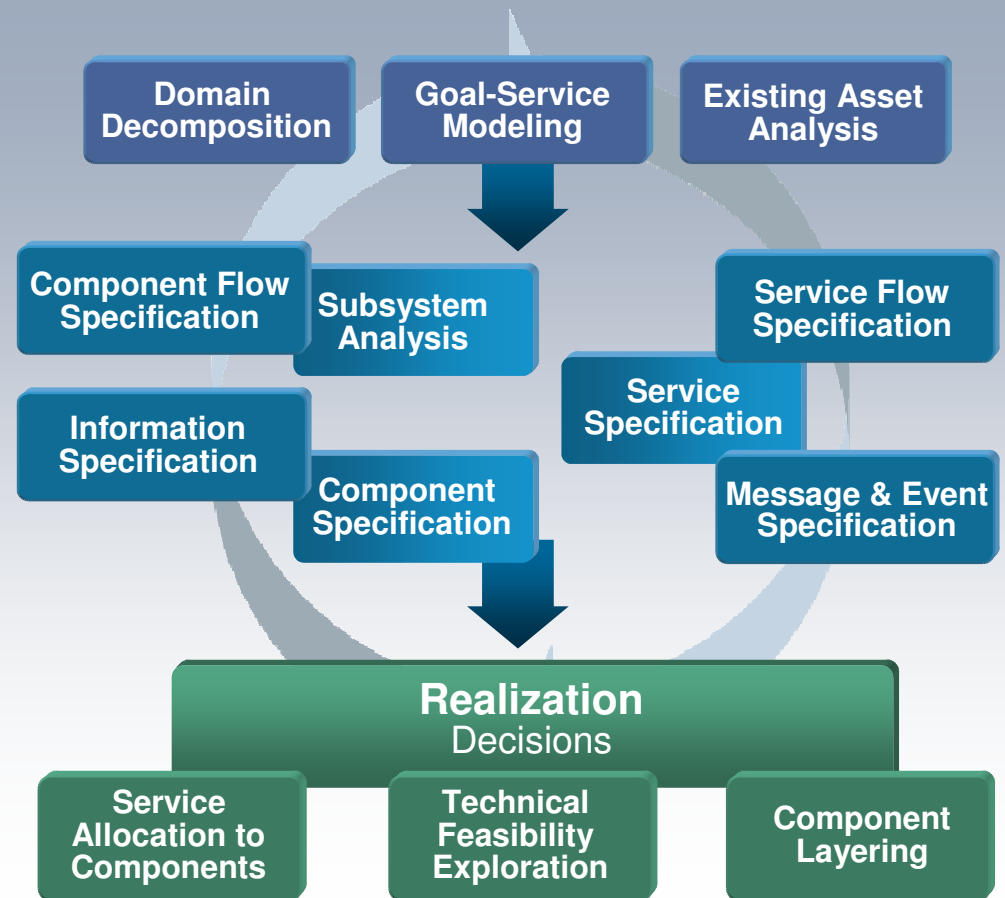 Domain
Decomposition
Goal-Service
Modeling
Existing Asset
Analysis
Component Flow
Specification
Subsystem
Analysis
Service Flow
Specification
Service
Specification
Information
Specification
Component
Specification
Message & Event
Specification
Realization
Decisions
Service
Allocation to
Components
Technical
Feasibility
Exploration
Component
Layering